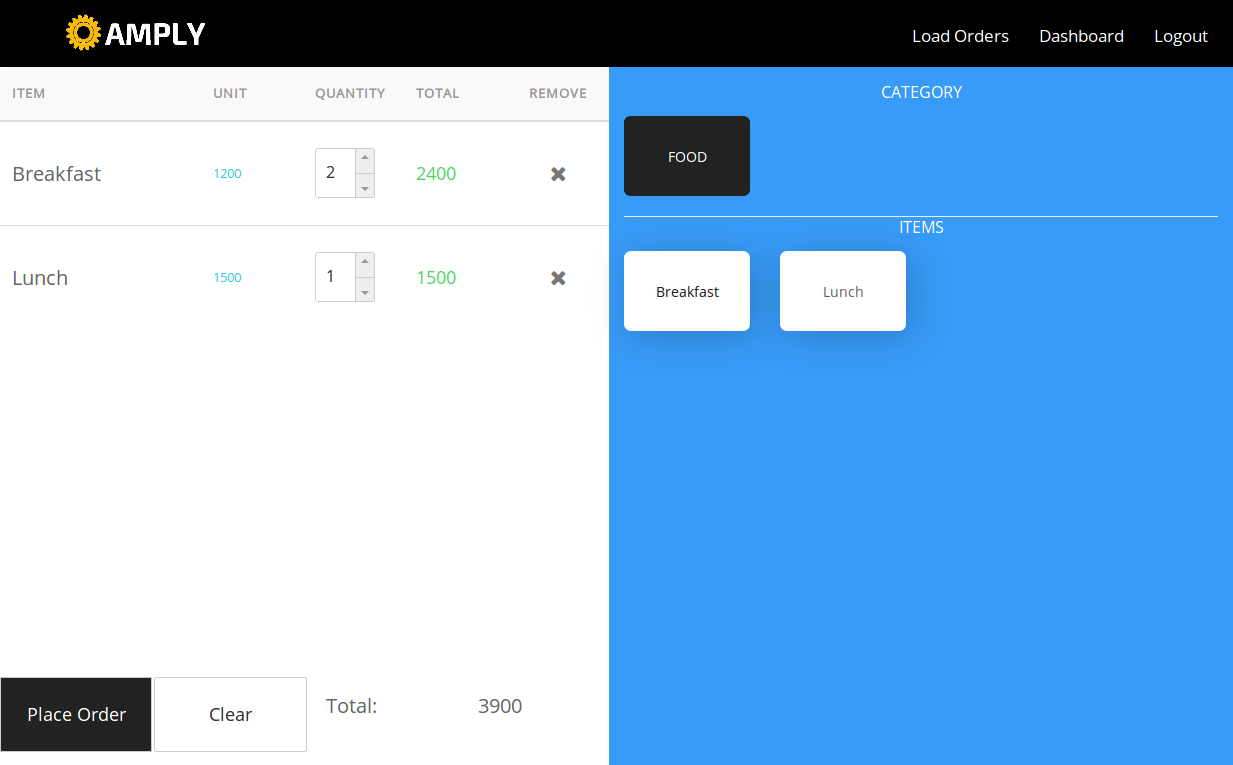 AMPLY
Load Orders Dashboard Logout
ITEM UNIT QUANTITY TOTAL REMOVE
Breakfast 1200 2 2400
Lunch 1500 1 1500
Place Order Clear Total: 3900
CATEGORY
FOOD
ITEMS
Breakfast Lunch